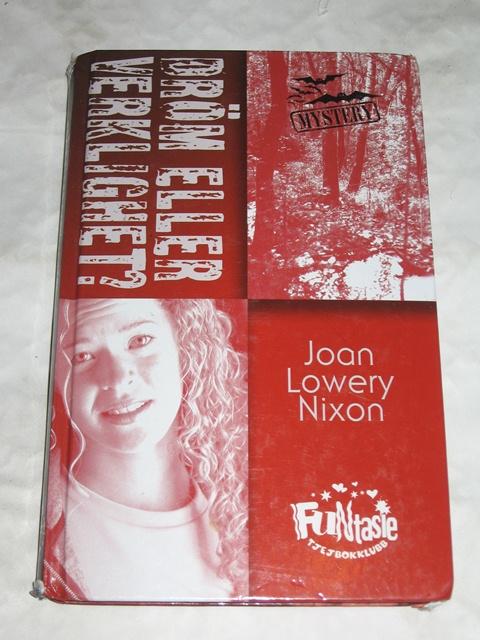 DRÖM ELLER
VERKLIGHET?
MYSTERY
Joan
Lowery
Nixon
FUNtasie
TJEJBOKKLUBB